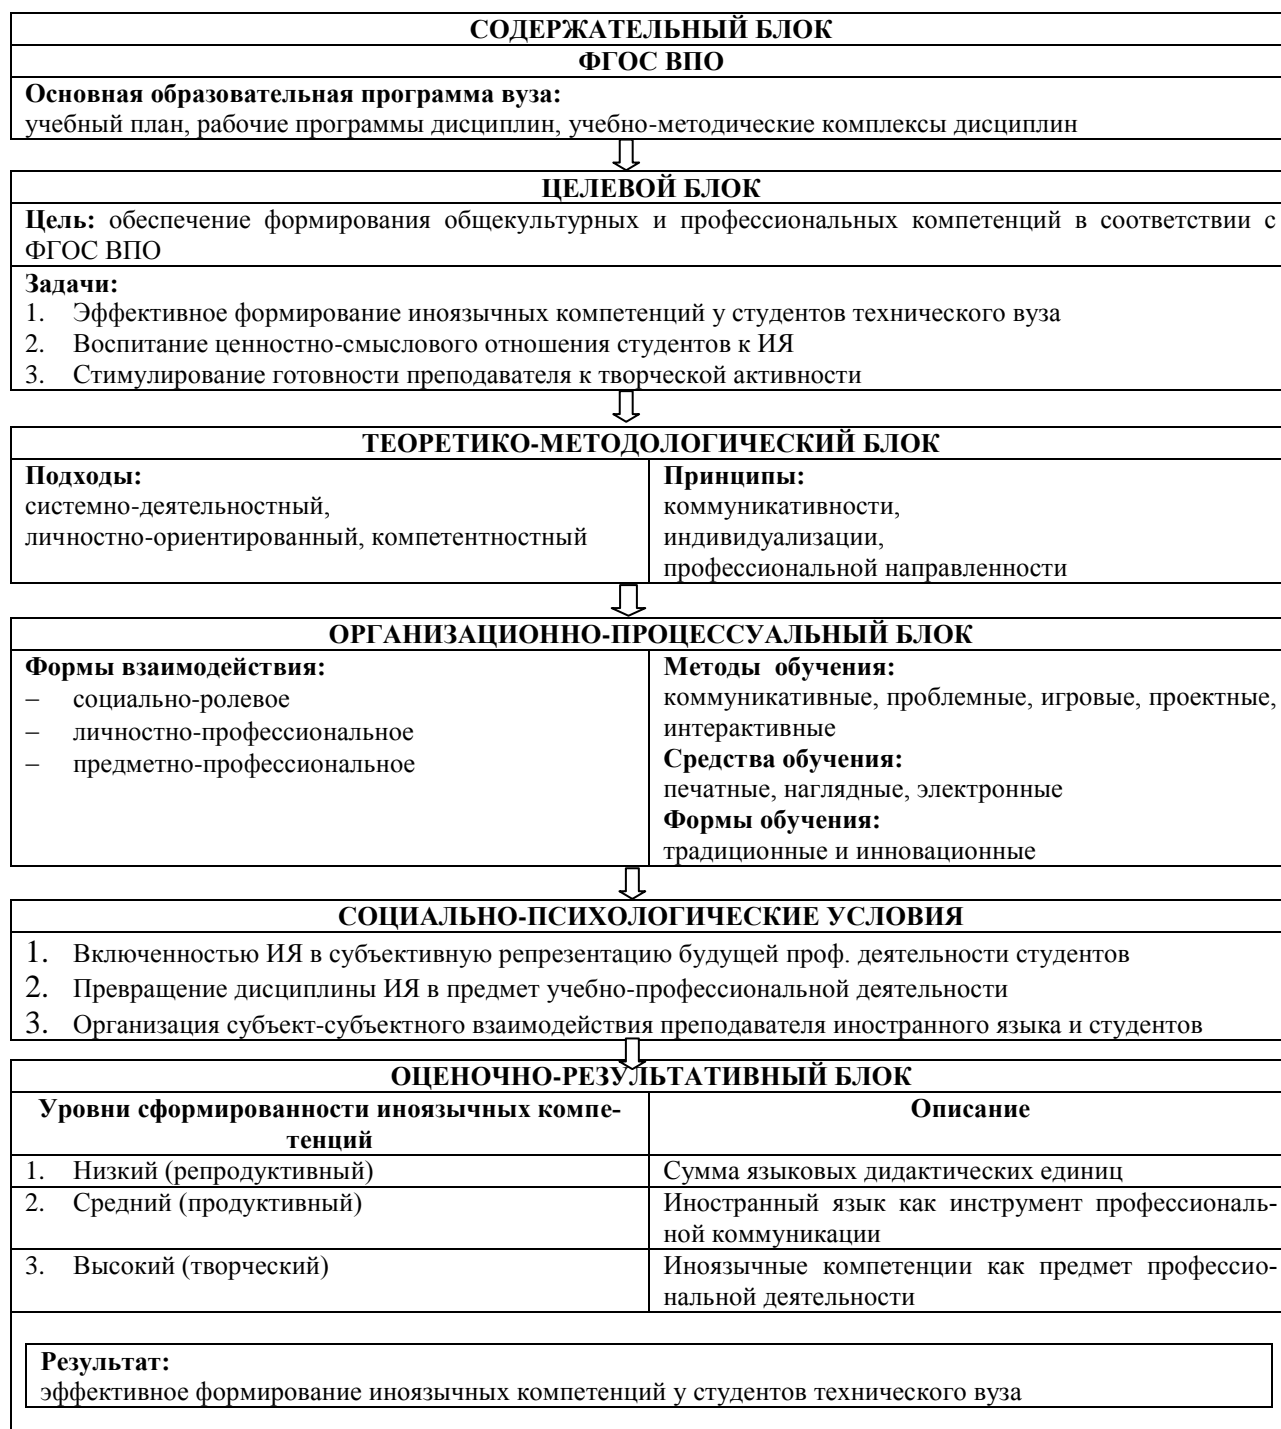 СОДЕРЖАТЕЛЬНЫЙ БЛОК
ФГОС ВПО
Основная образовательная программа вуза:
учебный план, рабочие программы дисциплин, учебно-методические комплексы дисциплин
ЦЕЛЕВОЙ БЛОК
Цель: обеспечение формирования общекультурных и профессиональных компетенций в соответствии с
ФГОС ВПО
Задачи:
1. Эффективное формирование иноязычных компетенций у студентов технического вуза
2. Воспитание ценностно-смыслового отношения студентов к ИЯ
3. Стимулирование готовности преподавателя к творческой активности
ТЕОРЕТИКО-МЕТОДОЛОГИЧЕСКИЙ БЛОК
Подходы:
системно-деятельностный,
личностно-ориентированный, компетентностный
Принципы:
коммуникативности,
индивидуализации,
профессиональной направленности
ОРГАНИЗАЦИОННО-ПРОЦЕССУАЛЬНЫЙ БЛОК
Формы взаимодействия:
– социально-ролевое
– личностно-профессиональное
– предметно-профессиональное
Методы обучения:
коммуникативные, проблемные, игровые, проектные,
интерактивные
Средства обучения:
печатные, наглядные, электронные
Формы обучения:
традиционные и инновационные
СОЦИАЛЬНО-ПСИХОЛОГИЧЕСКИЕ УСЛОВИЯ
1. Включенностью ИЯ в субъективную репрезентацию будущей проф. деятельности студентов
2. Превращение дисциплины ИЯ в предмет учебно-профессиональной деятельности
3. Организация субъект-субъектного взаимодействия преподавателя иностранного языка и студентов
ОЦЕНОЧНО-РЕЗУЛЬТАТИВНЫЙ БЛОК
Уровни сформированности иноязычных компе-
тенций
Описание
1. Низкий (репродуктивный)
Сумма языковых дидактических единиц
2. Средний (продуктивный)
Иностранный язык как инструмент профессиональ-
ной коммуникации
3. Высокий (творческий)
Иноязычные компетенции как предмет профессио-
нальной деятельности
Результат:
эффективное формирование иноязычных компетенций у студентов технического вуза